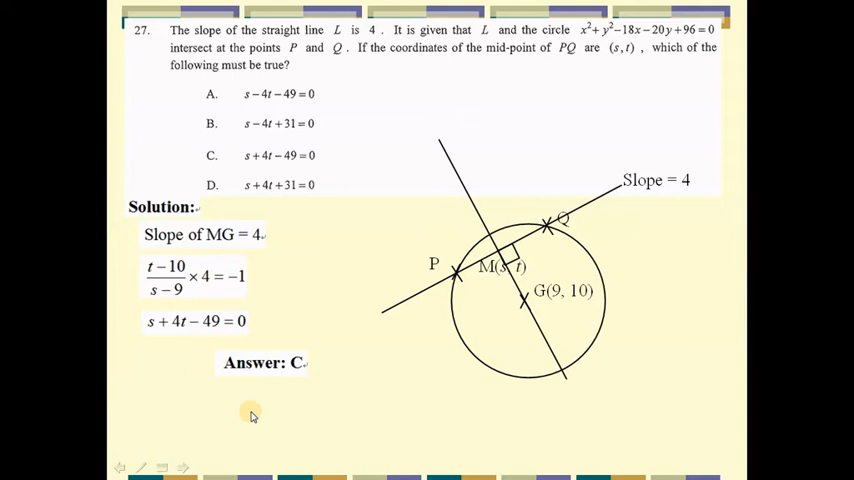 27. The slope of the straight line L is 4 . It is given that L and the circle x²+ y²−18x−20y+96=0
intersect at the points P and Q . If the coordinates of the mid-point of PQ are (s,t) , which of the
following must be true?
A. s−4t−49=0
B. s−4t+31=0
C. s+4t−49=0
D. s+4t+31=0
Slope = 4
Solution:
Q
Slope of MG = 4
P
M(s, t)
t−10
s−9
×4=−1
G(9, 10)
s+4t−49=0
Answer: C